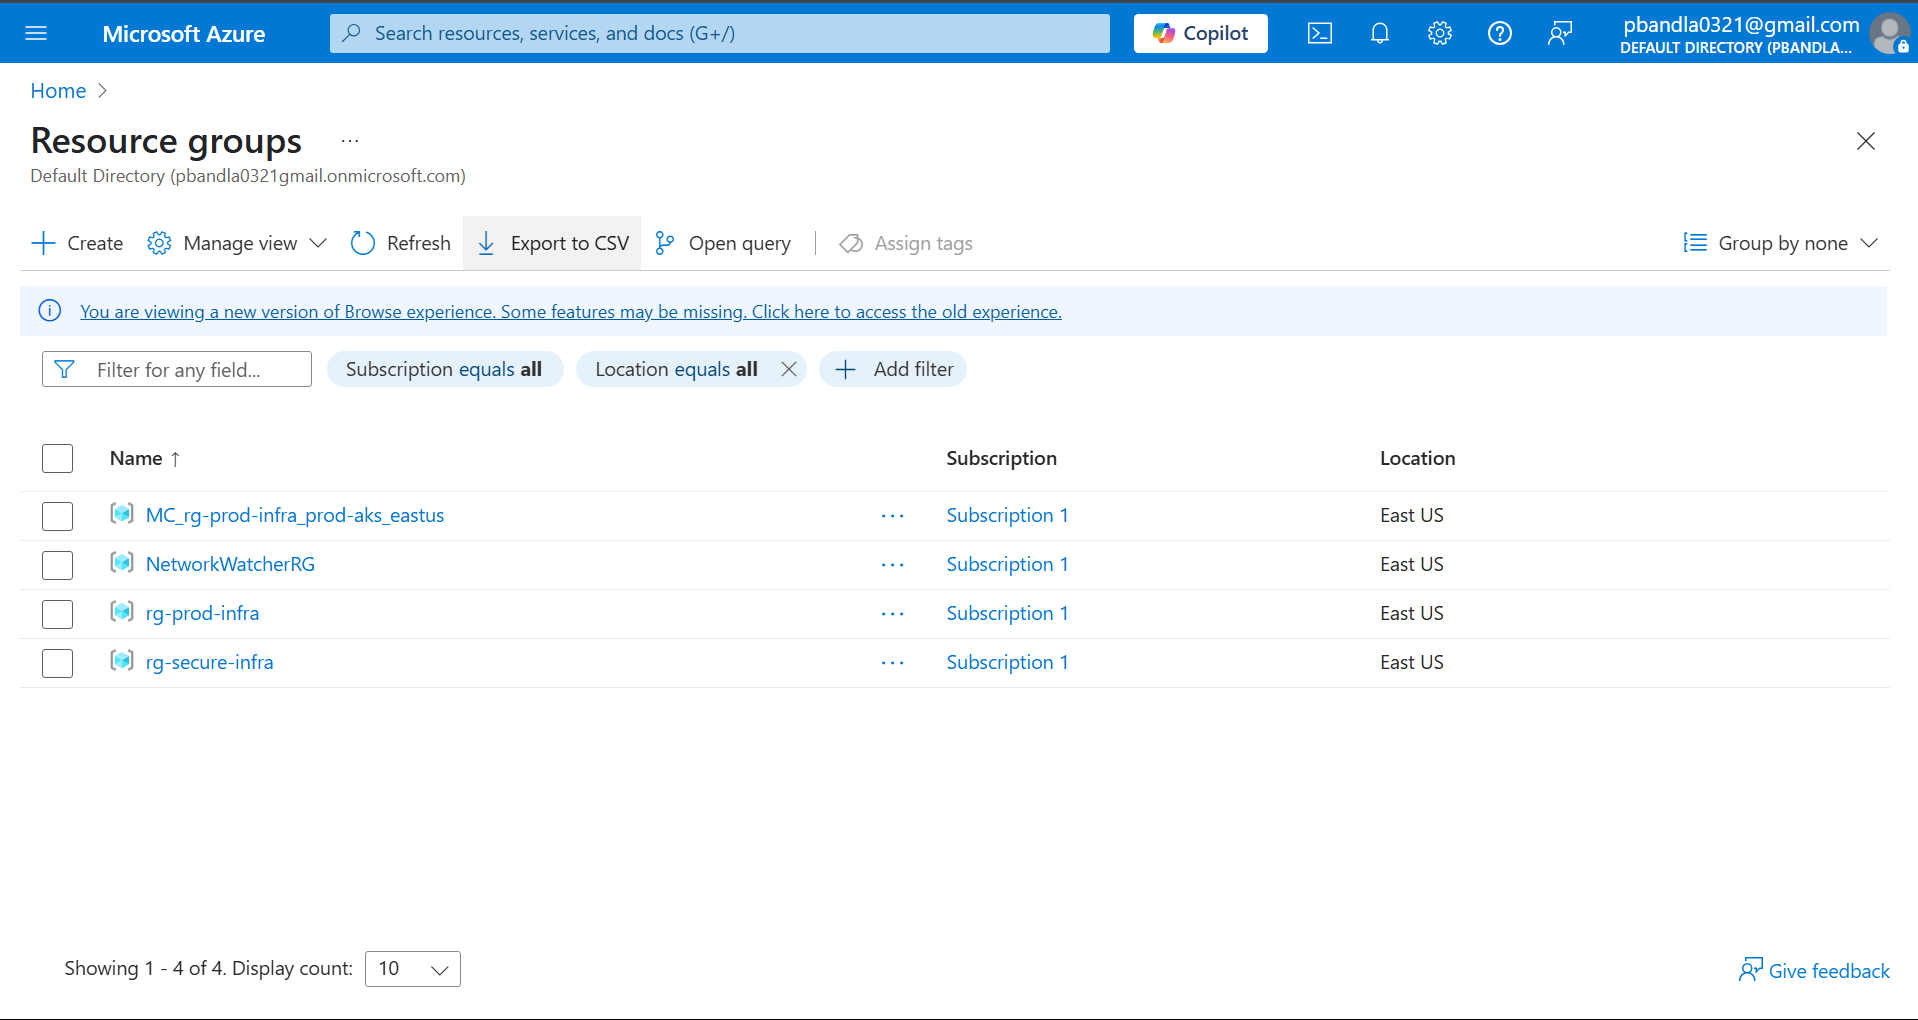 Microsoft Azure
Search resources, services, and docs (G+/)
Copilot
pbandla0321@gmail.com
DEFAULT DIRECTORY (PBANDLA...
Home
Resource groups ...
Default Directory (pbandla0321gmail.onmicrosoft.com)
Create Manage view Refresh Export to CSV Open query Assign tags Group by none
You are viewing a new version of Browse experience. Some features may be missing. Click here to access the old experience.
Filter for any field... Subscription equals all Location equals all Add filter
Name ↑ Subscription Location
MC_rg-prod-infra_prod-aks_eastus ... Subscription 1 East US
NetworkWatcherRG ... Subscription 1 East US
rg-prod-infra ... Subscription 1 East US
rg-secure-infra ... Subscription 1 East US
Showing 1 - 4 of 4. Display count: 10
Give feedback